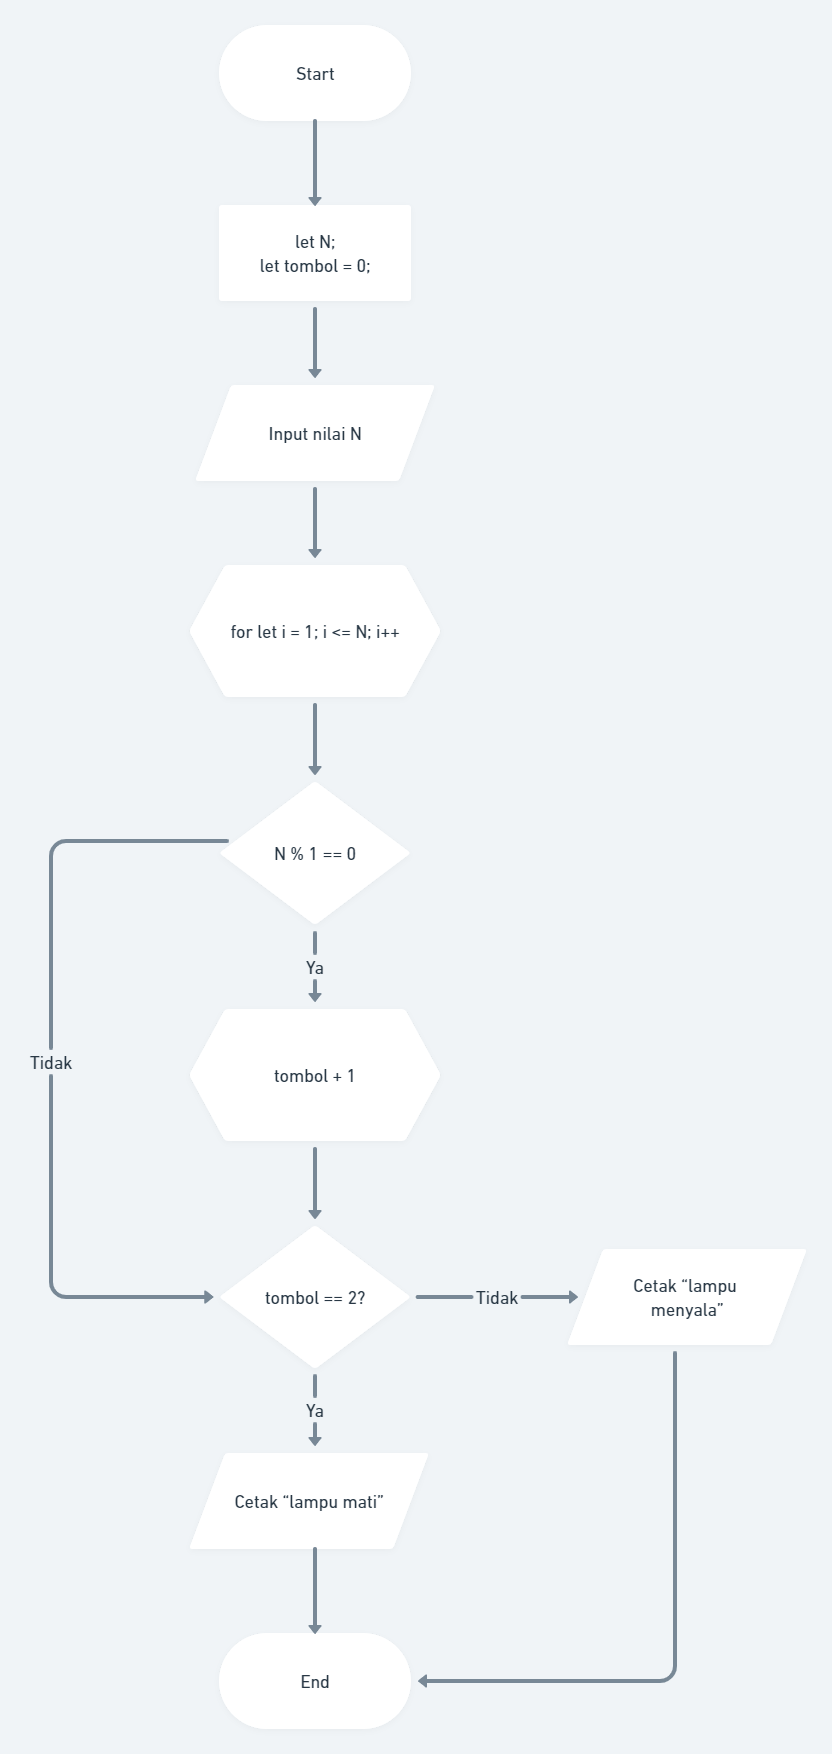 Start
let N;
let tombol = 0;
Input nilai N
for let i = 1; i <= N; i++
N % 1 == 0
Ya
Tidak
tombol + 1
tombol == 2?
Tidak
Cetak “lampu
menyala”
Ya
Cetak “lampu mati”
End